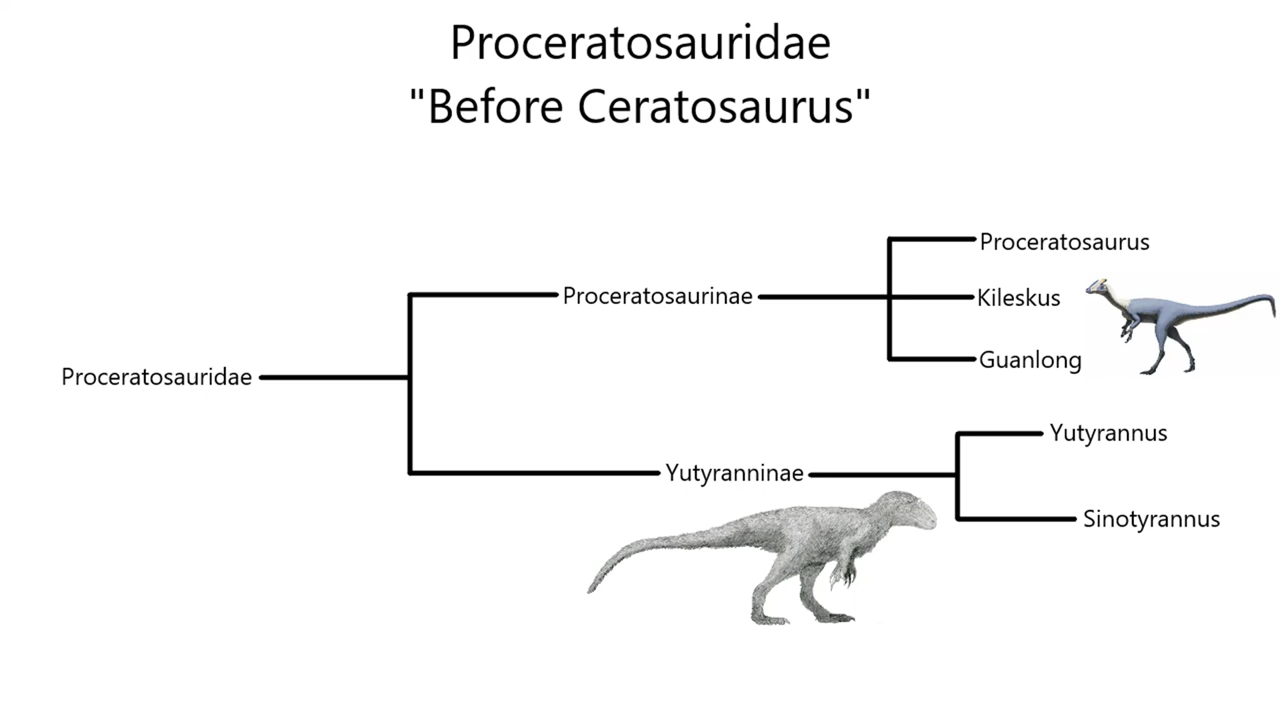 Proceratosauridae
"Before Ceratosaurus"
Proceratosaurus
Proceratosaurinae
Kileskus
Guanlong
Proceratosauridae
Yutyrannus
Yutyranninae
Sinotyrannus